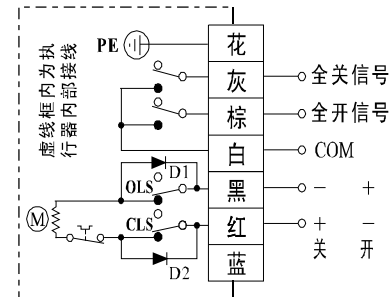 虚线框内为执
行器内部接线
PE
花
灰 全关信号
棕 全开信号
白 COM
D1
OLS
黑 - +
M
CLS
红 + -
关 开
D2
蓝